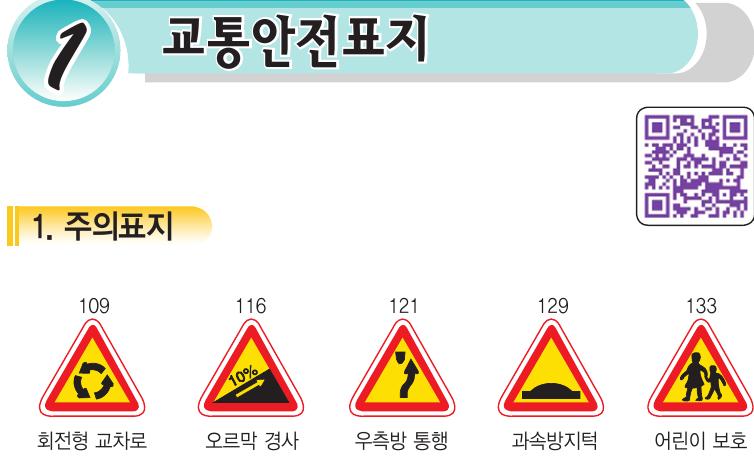 1 교통안전표지
1. 주의표지
109 116 121 129 133
10%
회전형 교차로 오르막 경사 우측방 통행 과속방지턱 어린이 보호